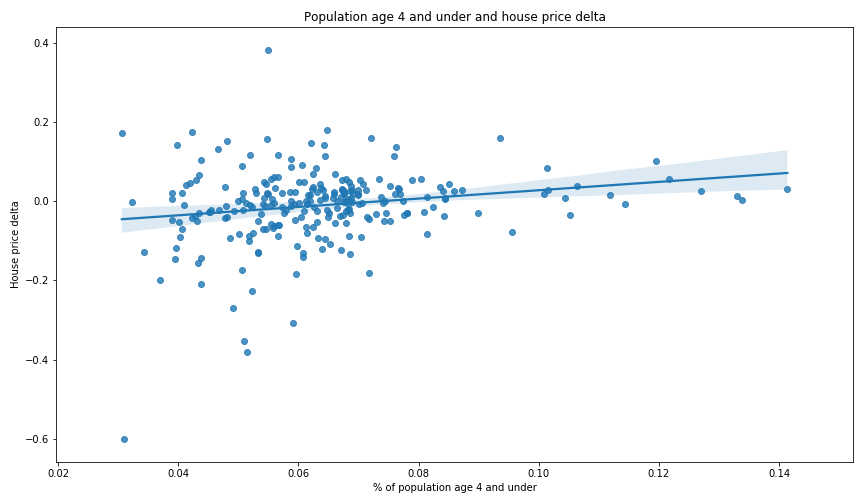 Population age 4 and under and house price delta
0.4
0.2
0.0
−0.2
−0.4
−0.6
House price delta
0.02 0.04 0.06 0.08 0.10 0.12 0.14
% of population age 4 and under